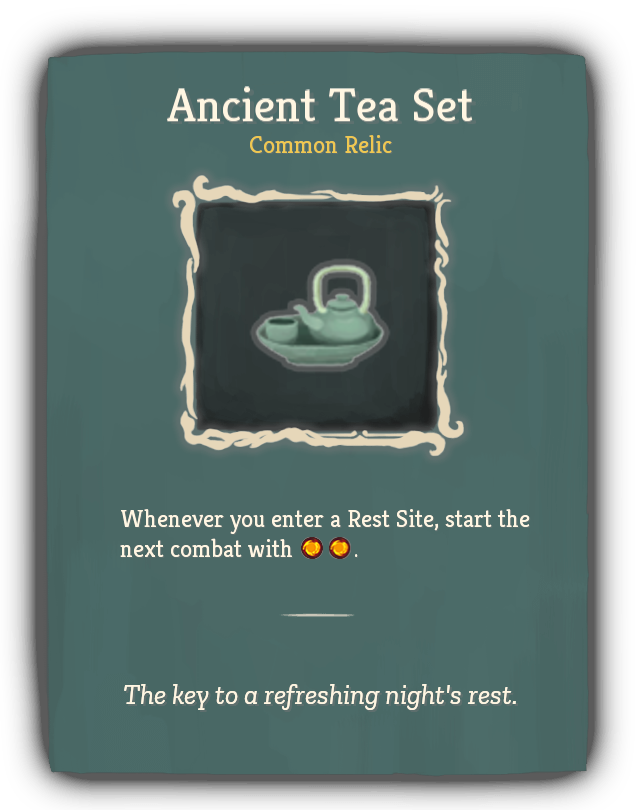 Ancient Tea Set
Common Relic
Whenever you enter a Rest Site, start the
next combat with .
The key to a refreshing night's rest.